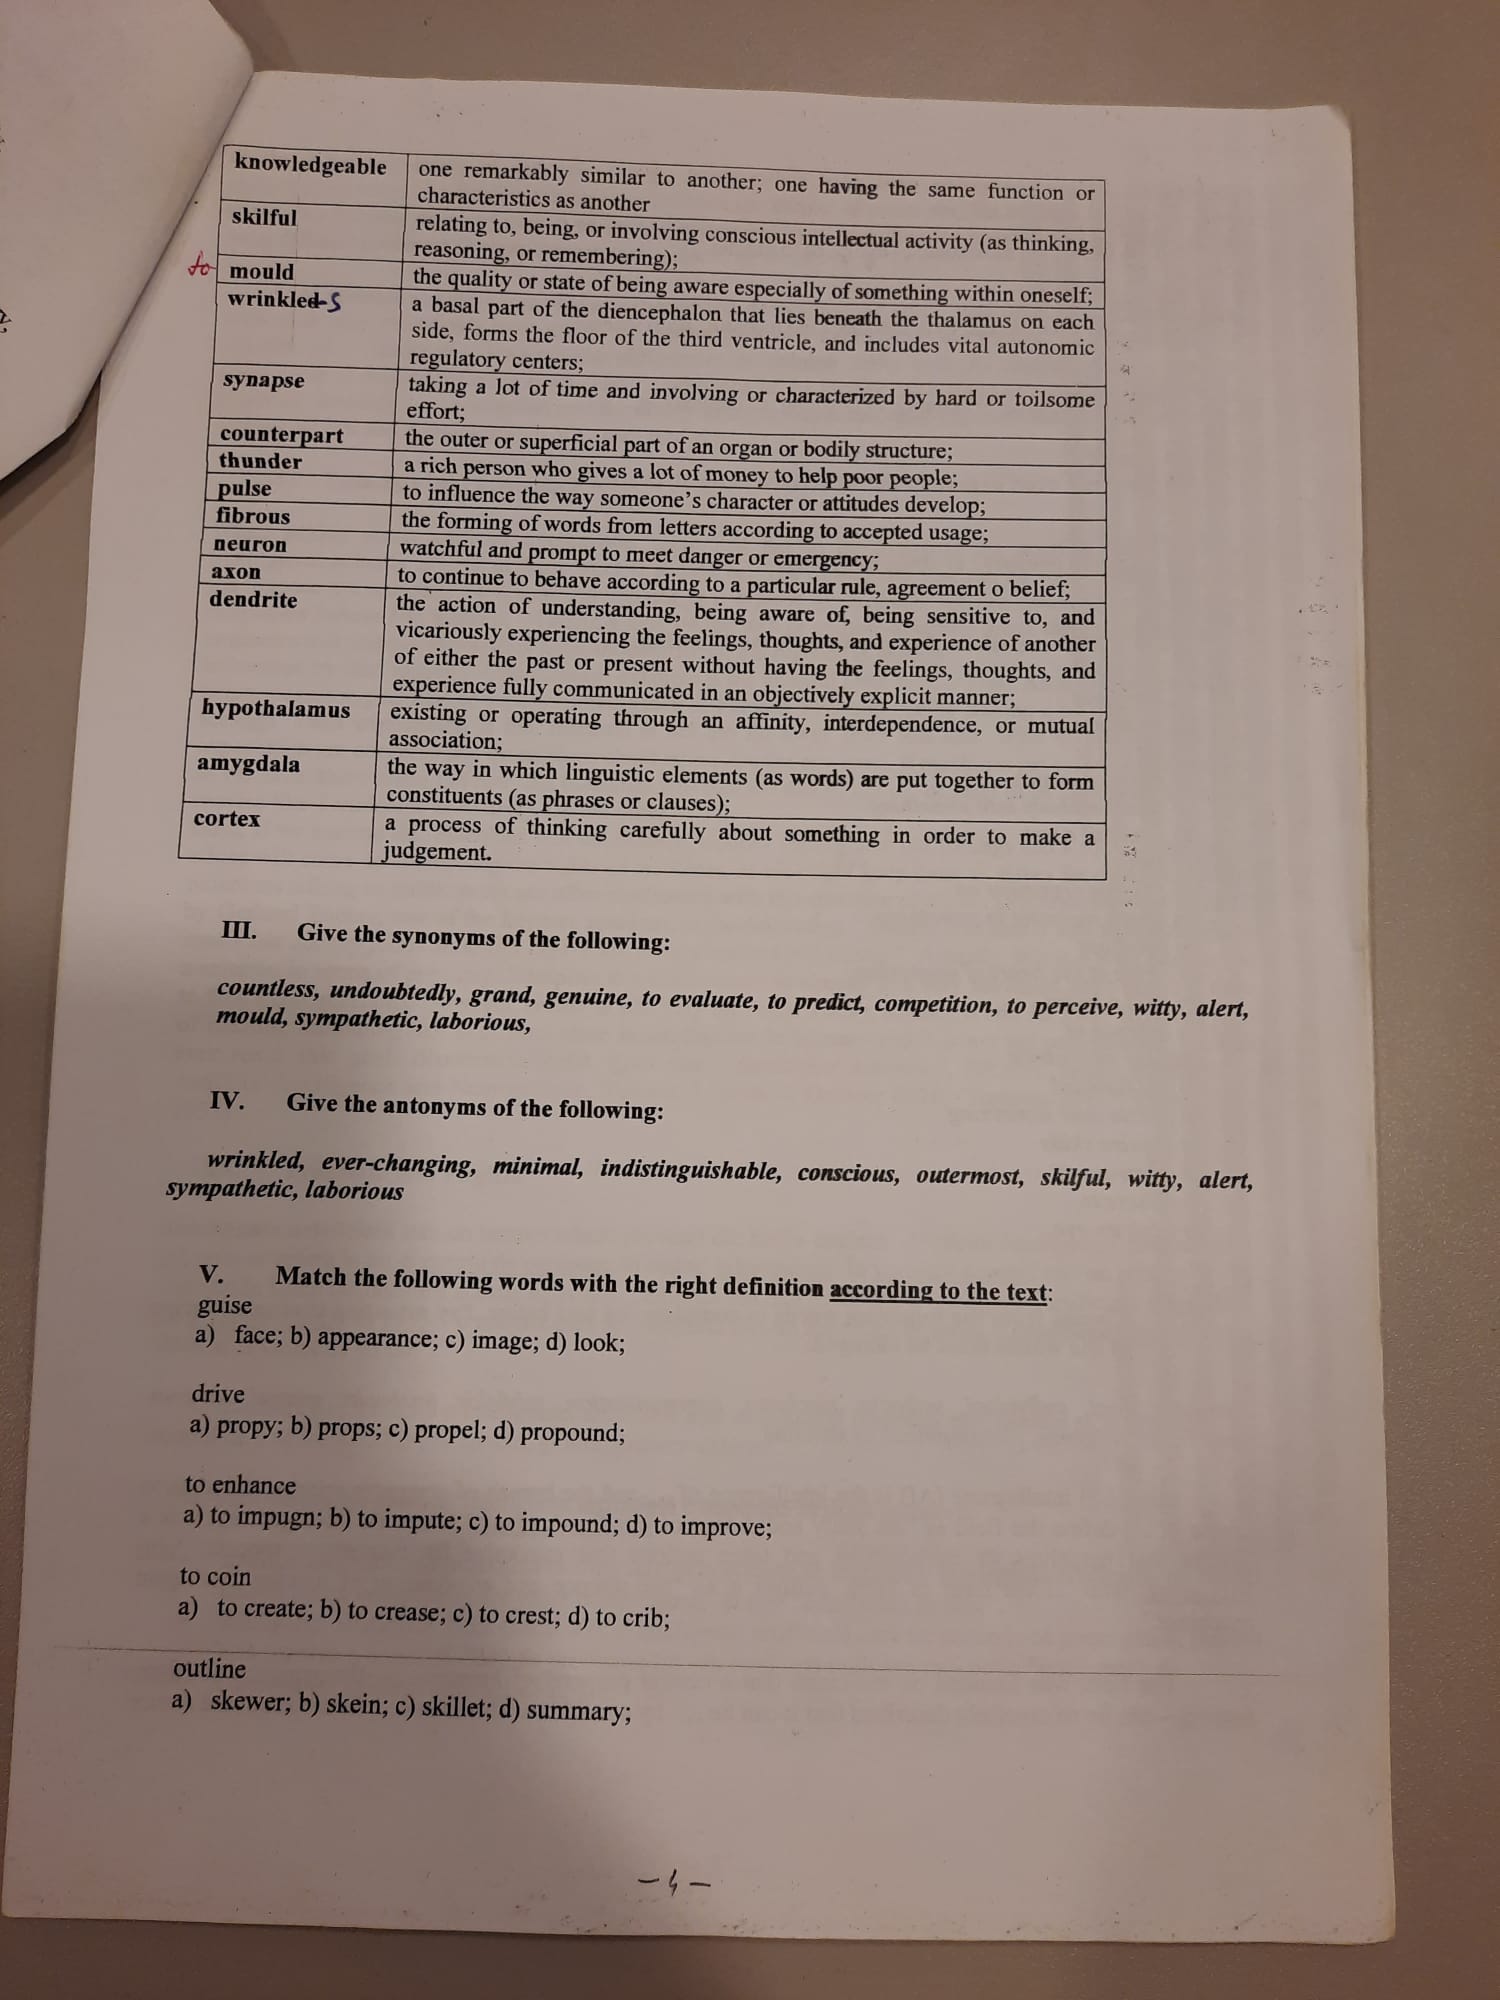 knowledgeable one remarkably similar to another; one having the same function or
characteristics as another
skilful relating to, being, or involving conscious intellectual activity (as thinking,
reasoning, or remembering);
to mould the quality or state of being aware especially of something within oneself;
wrinkled-s a basal part of the diencephalon that lies beneath the thalamus on each
side, forms the floor of the third ventricle, and includes vital autonomic
regulatory centers;
synapse taking a lot of time and involving or characterized by hard or toilsome
effort;
counterpart the outer or superficial part of an organ or bodily structure;
thunder a rich person who gives a lot of money to help poor people;
pulse to influence the way someone's character or attitudes develop;
fibrous the forming of words from letters according to accepted usage;
neuron watchful and prompt to meet danger or emergency;
axon to continue to behave according to a particular rule, agreement o belief;
dendrite the action of understanding, being aware of, being sensitive to, and
vicariously experiencing the feelings, thoughts, and experience of another
of either the past or present without having the feelings, thoughts, and
experience fully communicated in an objectively explicit manner;
hypothalamus existing or operating through an affinity, interdependence, or mutual
association;
amygdala the way in which linguistic elements (as words) are put together to form
constituents (as phrases or clauses);
cortex a process of thinking carefully about something in order to make a
judgement.
III. Give the synonyms of the following:
countless, undoubtedly, grand, genuine, to evaluate, to predict, competition, to perceive, witty, alert,
mould, sympathetic, laborious,
IV. Give the antonyms of the following:
wrinkled, ever-changing, minimal, indistinguishable, conscious, outermost, skilful, witty, alert,
sympathetic, laborious
V. Match the following words with the right definition according to the text:
guise
a) face; b) appearance; c) image; d) look;
drive
a) propy; b) props; c) propel; d) propound;
to enhance
a) to impugn; b) to impute; c) to impound; d) to improve;
to coin
a) to create; b) to crease; c) to crest; d) to crib;
outline
a) skewer; b) skein; c) skillet; d) summary;